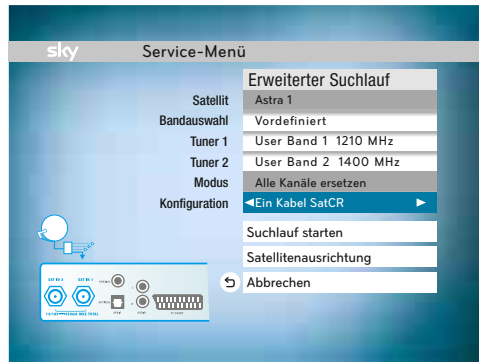 sky Service-Menü
Erweiterter Suchlauf
Satellit Astra 1
Bandauswahl Vordefiniert
Tuner 1 User Band 1 1210 MHz
Tuner 2 User Band 2 1400 MHz
Modus Alle Kanäle ersetzen
Konfiguration Ein Kabel SatCR
Suchlauf starten
Satellitenausrichtung
Abbrechen
SAT IN 2 SAT IN 1